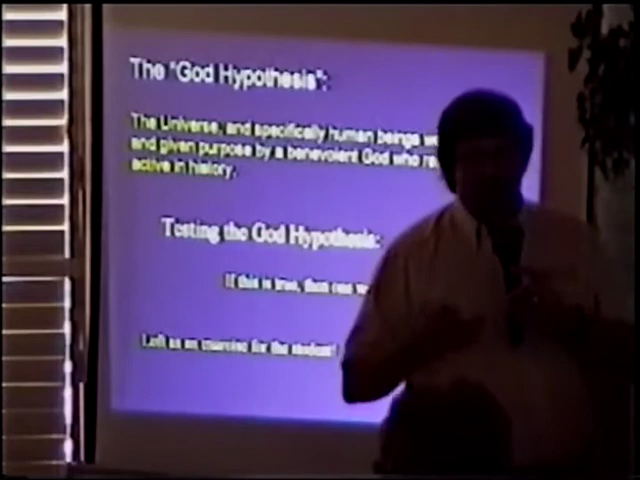 The "God Hypothesis":
The Universe, and specifically human beings w
and given purpose by a benevolent God who
active in history.
Testing the God Hypothesis:
If this is true, then one
Left as an exercise for the student!